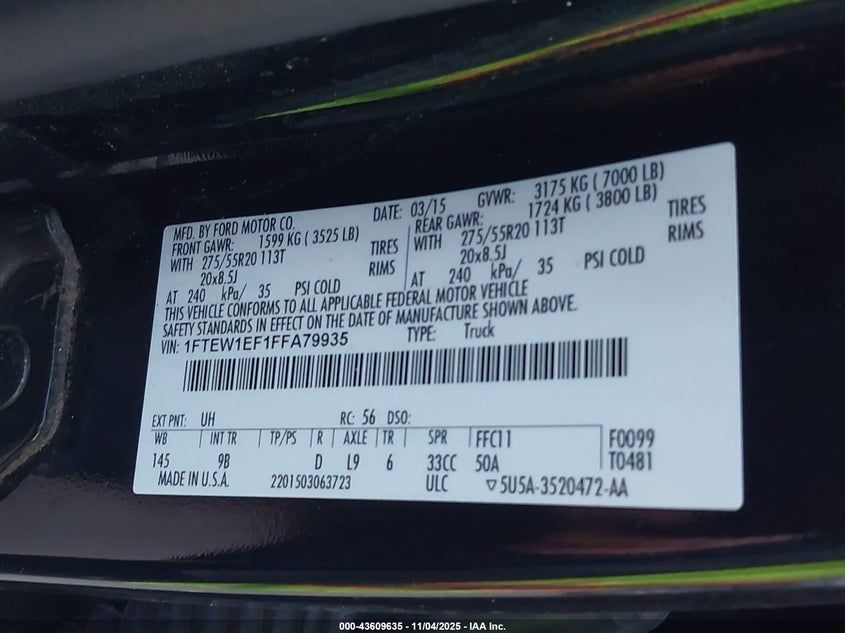 MFD. BY FORD MOTOR CO.
DATE: 03/15 GVWR: 3175 KG ( 7000 LB)
FRONT GAWR: 1599 KG ( 3525 LB)
WITH 275/55R20 113T TIRES
20x8.5J RIMS
AT 240 kPa/ 35 PSI COLD
REAR GAWR: 1724 KG ( 3800 LB)
WITH 275/55R20 113T TIRES
20x8.5J RIMS
AT 240 kPa/ 35 PSI COLD
THIS VEHICLE CONFORMS TO ALL APPLICABLE FEDERAL MOTOR VEHICLE
SAFETY STANDARDS IN EFFECT ON THE DATE OF MANUFACTURE SHOWN ABOVE.
VIN: 1FTEW1EF1FFA79935 TYPE: Truck
EXT PNT: UH RC: 56 DSO:
WB INT TR TP/PS R AXLE TR SPR FFC11 F0099
145 9B D L9 6 33CC 50A T0481
MADE IN U.S.A. 2201503063723 ULC ▽5U5A-3520472-AA
000-43609635 - 11/04/2025 - IAA Inc.